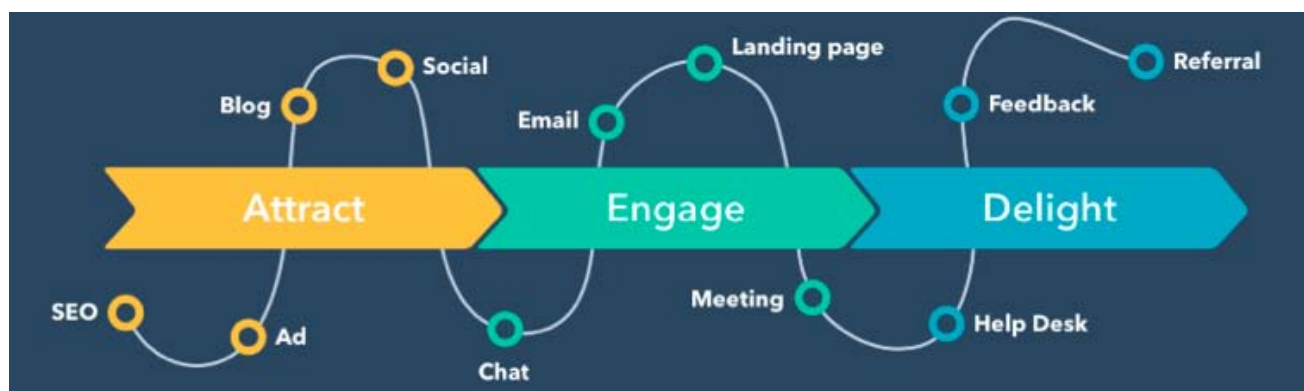 Landing page
Social
Referral
Blog
Email
Feedback
Attract
Engage
Delight
SEO
Ad
Chat
Meeting
Help Desk